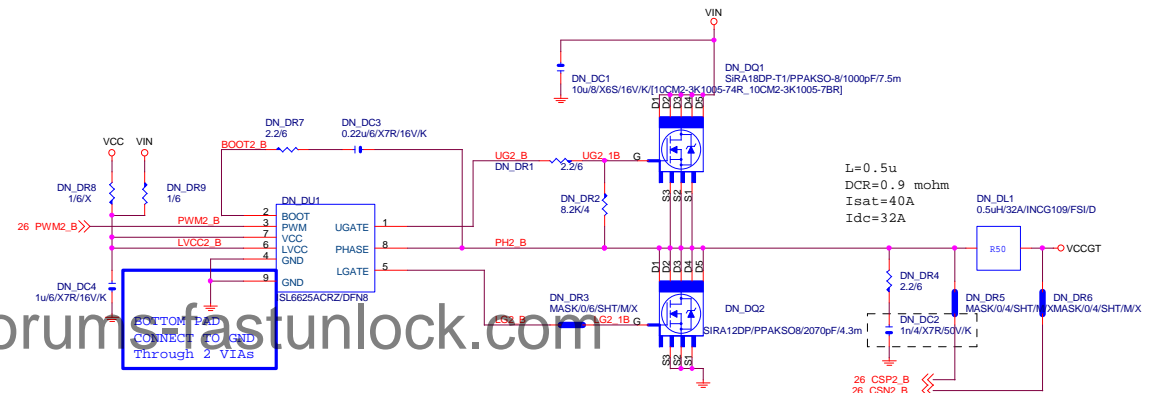 VIN
DN_DQ1
SiRA18DP-T1/PPAKSO-8/1000pF/7.5m
DN_DC1
10u/8/X6S/16V/K/[10CM2-3K1005-74R_10CM2-3K1005-7BR]
D1
D2
D3
D4
D5
DN_DR7
2.2/6
DN_DC3
0.22u/6/X7R/16V/K
VCC
VIN
BOOT2_B
UG2_B
DN_DR1
2.2/6
UG2_1B
G
S3
S2
S1
L=0.5u
DCR=0.9 mohm
Isat=40A
Idc=32A
DN_DR8
1/6/X
DN_DR9
1/6
DN_DU1
DN_DR2
8.2K/4
DN_DL1
0.5uH/32A/INCG109/FSI/D
26 PWM2_B
PWM2_B
LVCC2_B
2
3
7
6
4
9
BOOT
PWM
VCC
LVCC
GND
GND
UGATE
PHASE
LGATE
1
8
5
PH2_B
R50
VCCGT
D1
D2
D3
D4
D5
DN_DC4
1u/6/X7R/16V/K
ISL6625ACRZ/DFN8
DN_DR3
MASK/0/6/SHT/M/X
LG2_B
LG2_1B
G
DN_DQ2
SIRA12DP/PPAKSO8/2070pF/4.3m
S3
S2
S1
DN_DR4
2.2/6
DN_DR5
MASK/0/4/SHT/M/X
DN_DR6
MASK/0/4/SHT/M/X
DN_DC2
1n/4/X7R/50V/K
BOTTOM PAD
CONNECT TO GND
Through 2 VIAs
orums-fastunlock.com
26 CSP2_B
26 CSN2_B